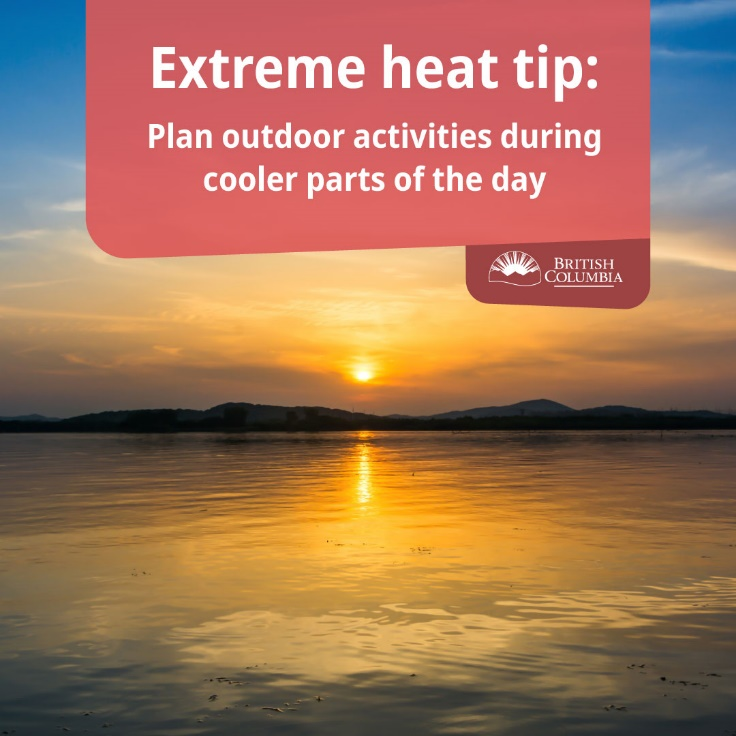 Extreme heat tip:
Plan outdoor activities during
cooler parts of the day
BRITISH
COLUMBIA